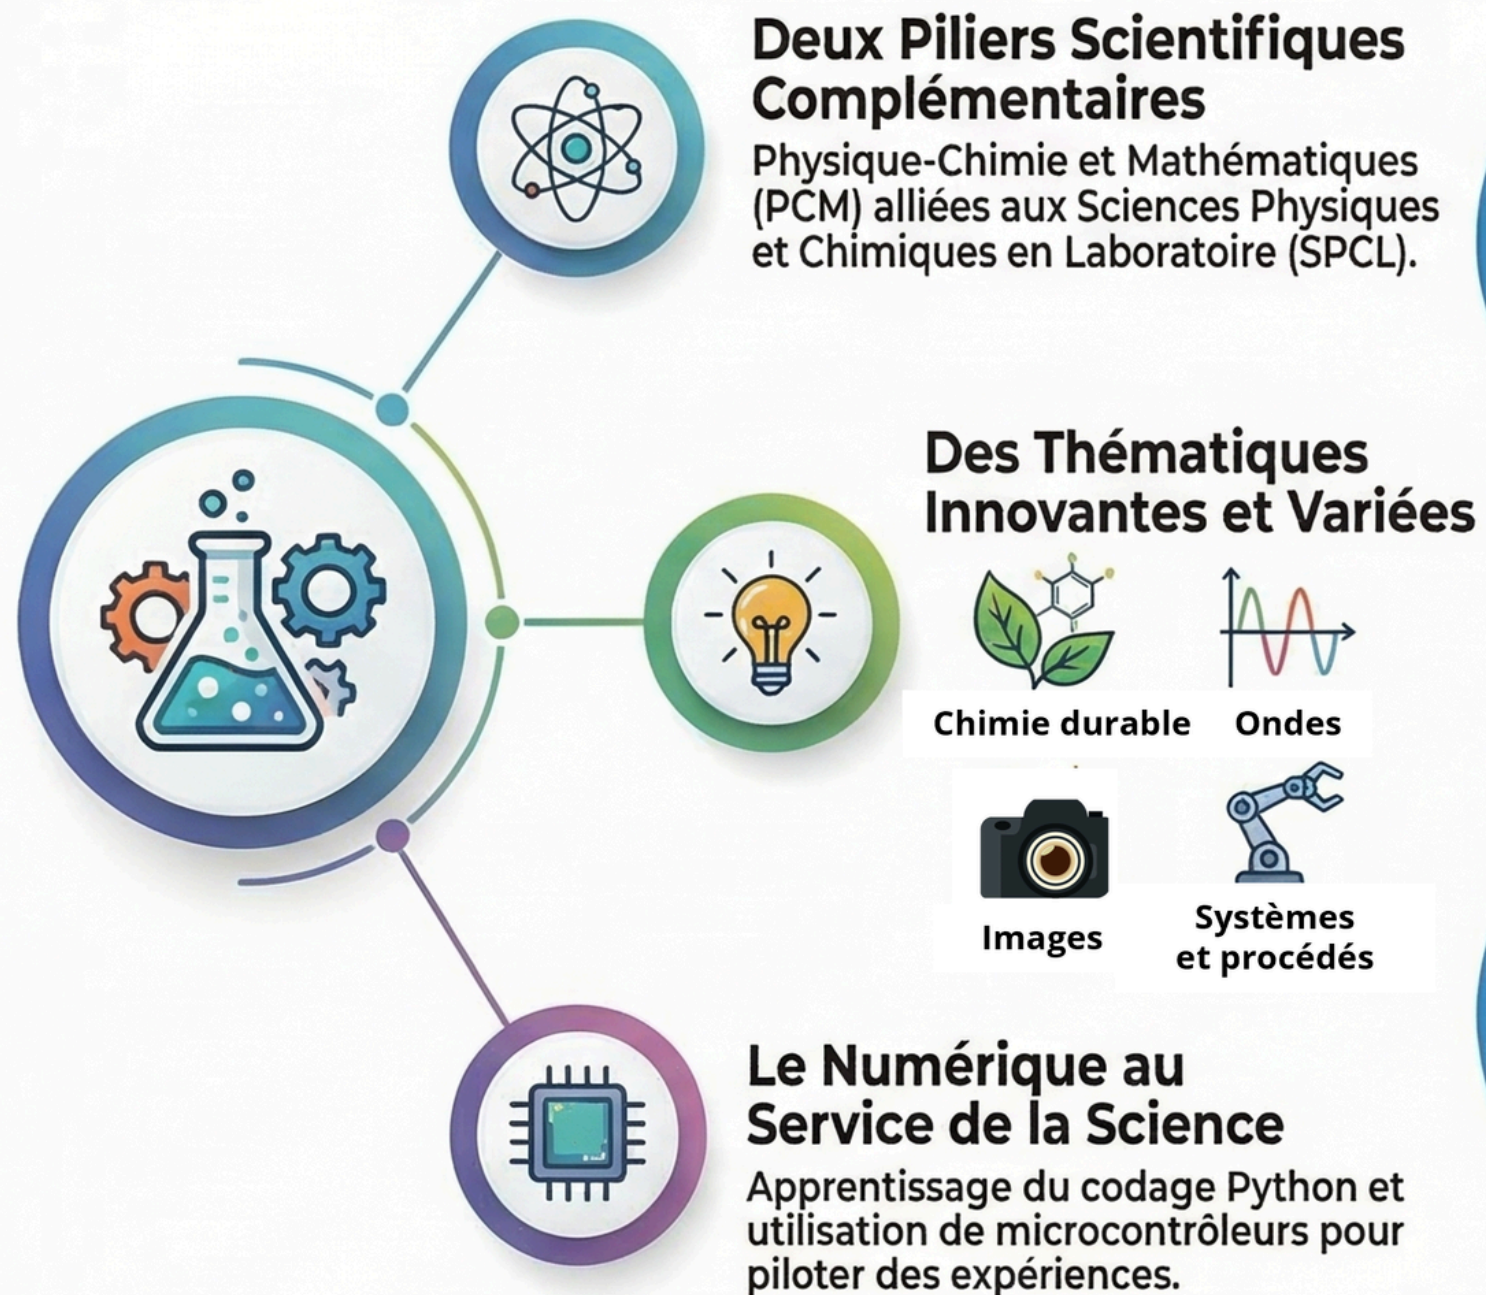 Deux Piliers Scientifiques
Complémentaires
Physique-Chimie et Mathématiques
(PCM) alliées aux Sciences Physiques
et Chimiques en Laboratoire (SPCL).
Des Thématiques
Innovantes et Variées
Chimie durable
Ondes
Images
Systèmes
et procédés
Le Numérique au
Service de la Science
Apprentissage du codage Python et
utilisation de microcontrôleurs pour
piloter des expériences.